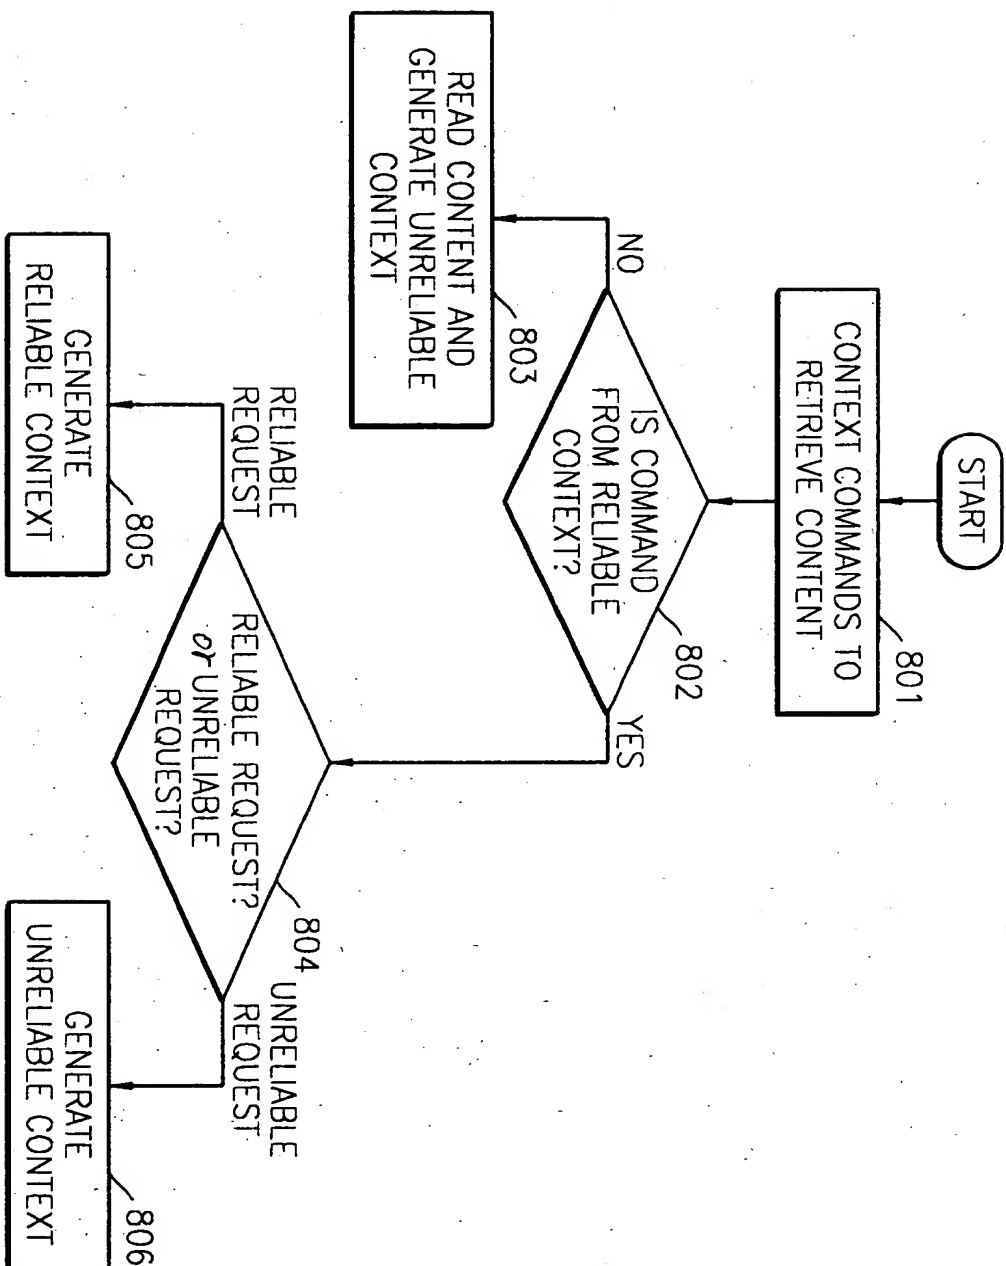 START
CONTEXT COMMANDS TO
RETRIEVE CONTENT
801
IS COMMAND
FROM RELIABLE
CONTEXT?
802
NO
YES
READ CONTENT AND
GENERATE UNRELIABLE
CONTEXT
803
RELIABLE REQUEST?
or UNRELIABLE
REQUEST?
804
RELIABLE
REQUEST
UNRELIABLE
REQUEST
GENERATE
RELIABLE CONTEXT
805
GENERATE
UNRELIABLE CONTEXT
806